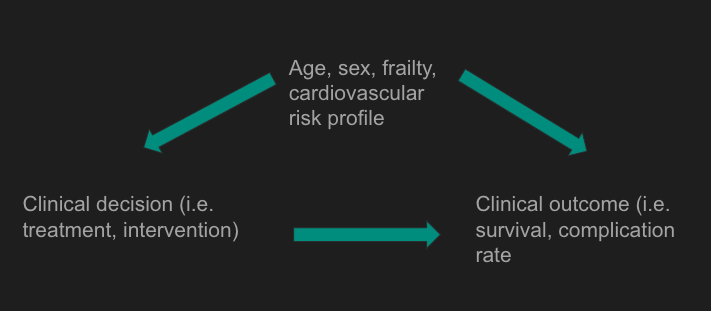 Age, sex, frailty,
cardiovascular
risk profile
Clinical decision (i.e.
treatment, intervention)
Clinical outcome (i.e.
survival, complication
rate